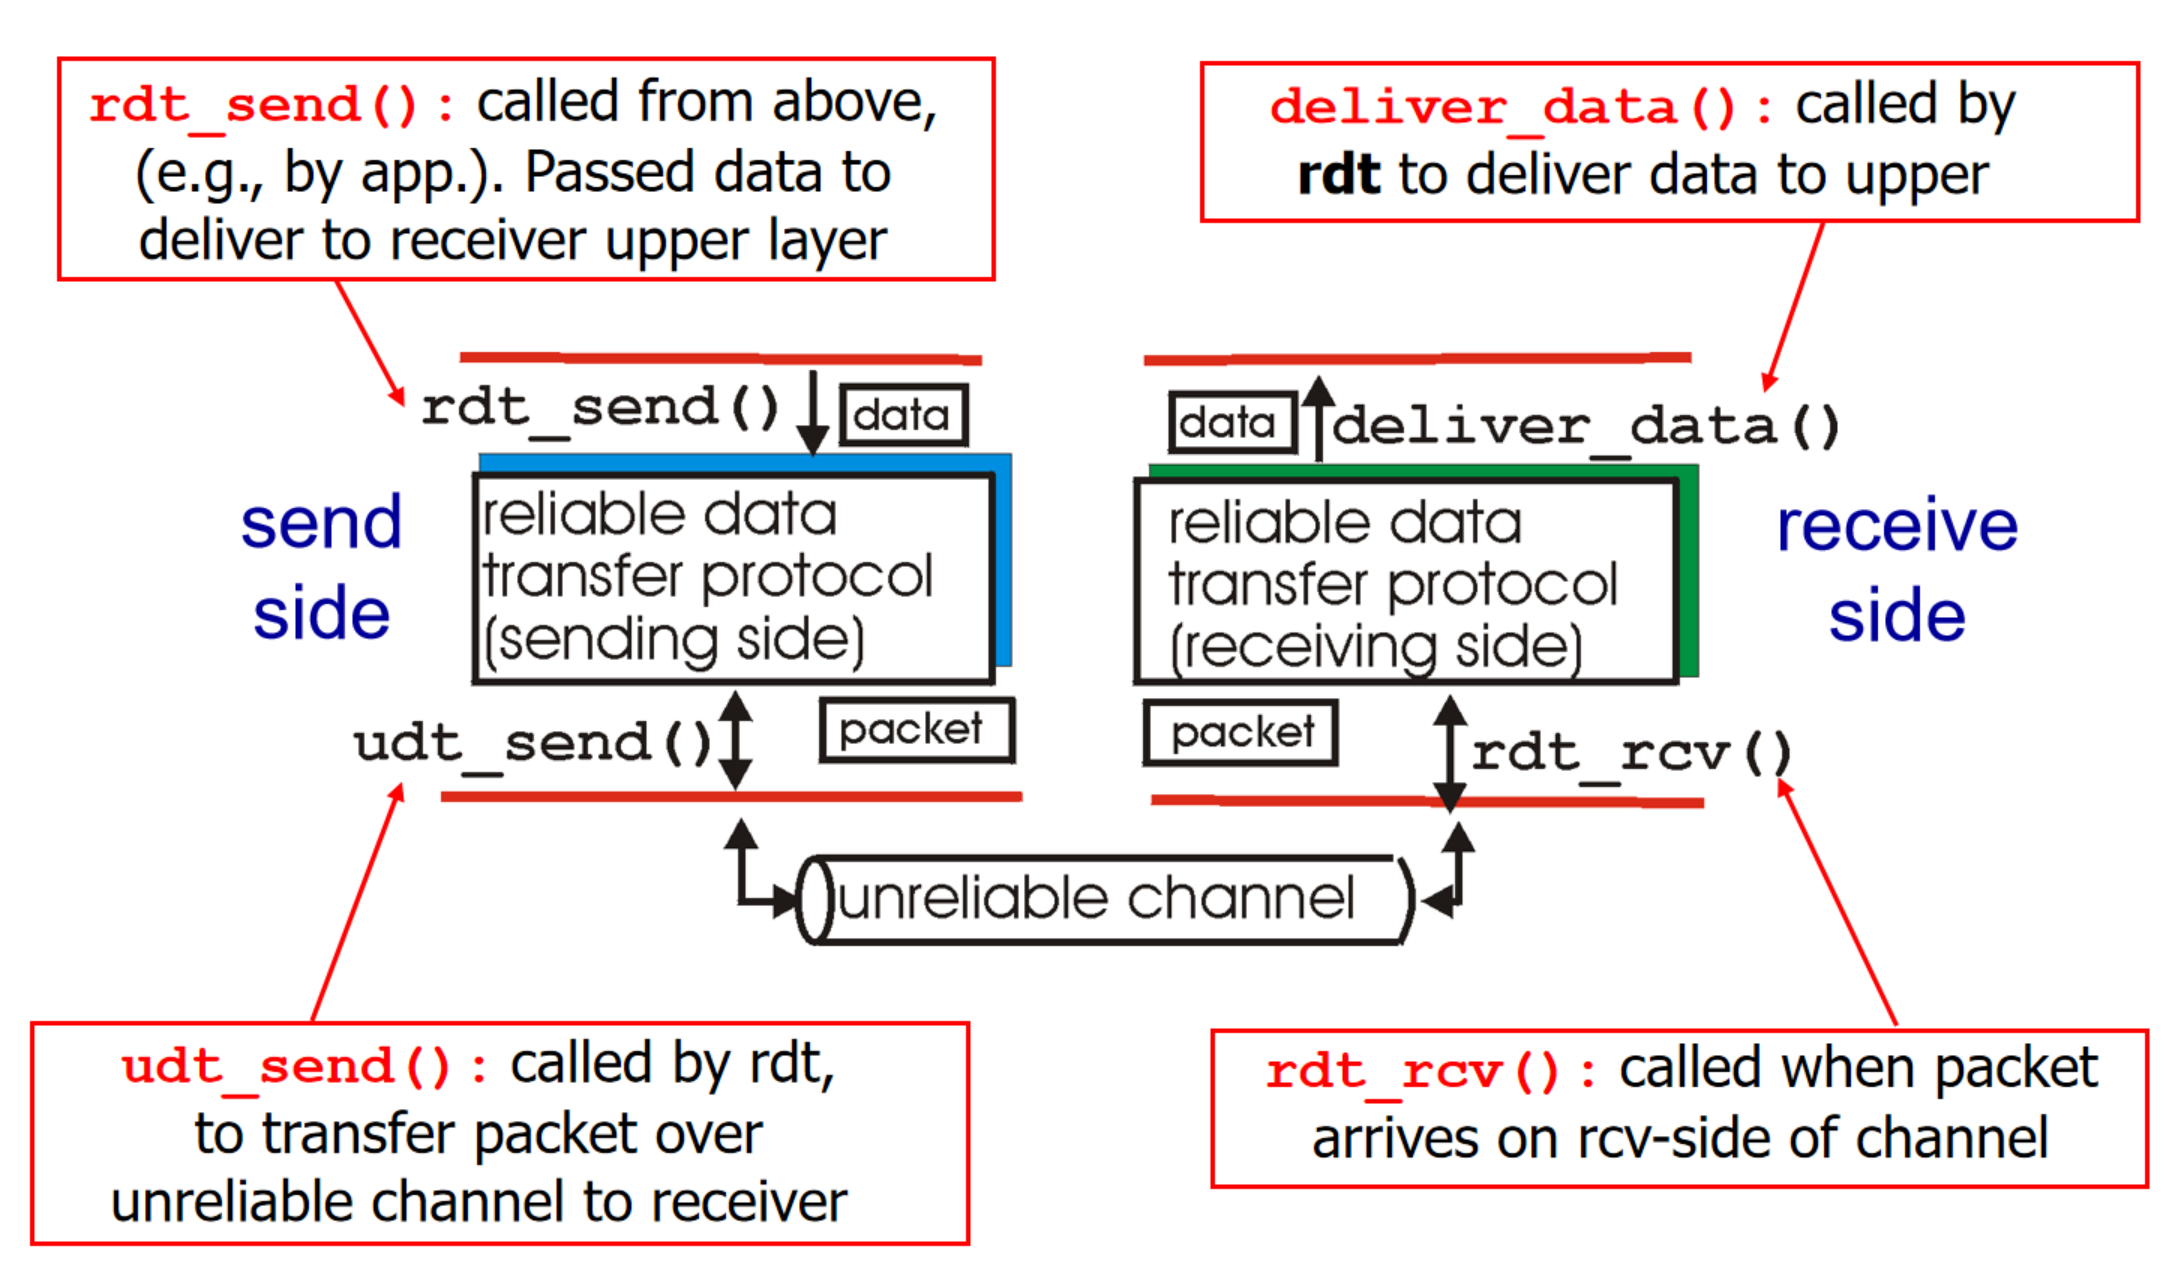 rdt_send(): called from above,
(e.g., by app.). Passed data to
deliver to receiver upper layer
deliver_data(): called by
rdt to deliver data to upper
rdt_send()
data
data
deliver_data()
send
side
reliable data
transfer protocol
(sending side)
reliable data
transfer protocol
(receiving side)
receive
side
udt_send()
packet
packet
rdt_rcv()
unreliable channel
udt_send(): called by rdt,
to transfer packet over
unreliable channel to receiver
rdt_rcv(): called when packet
arrives on rcv-side of channel